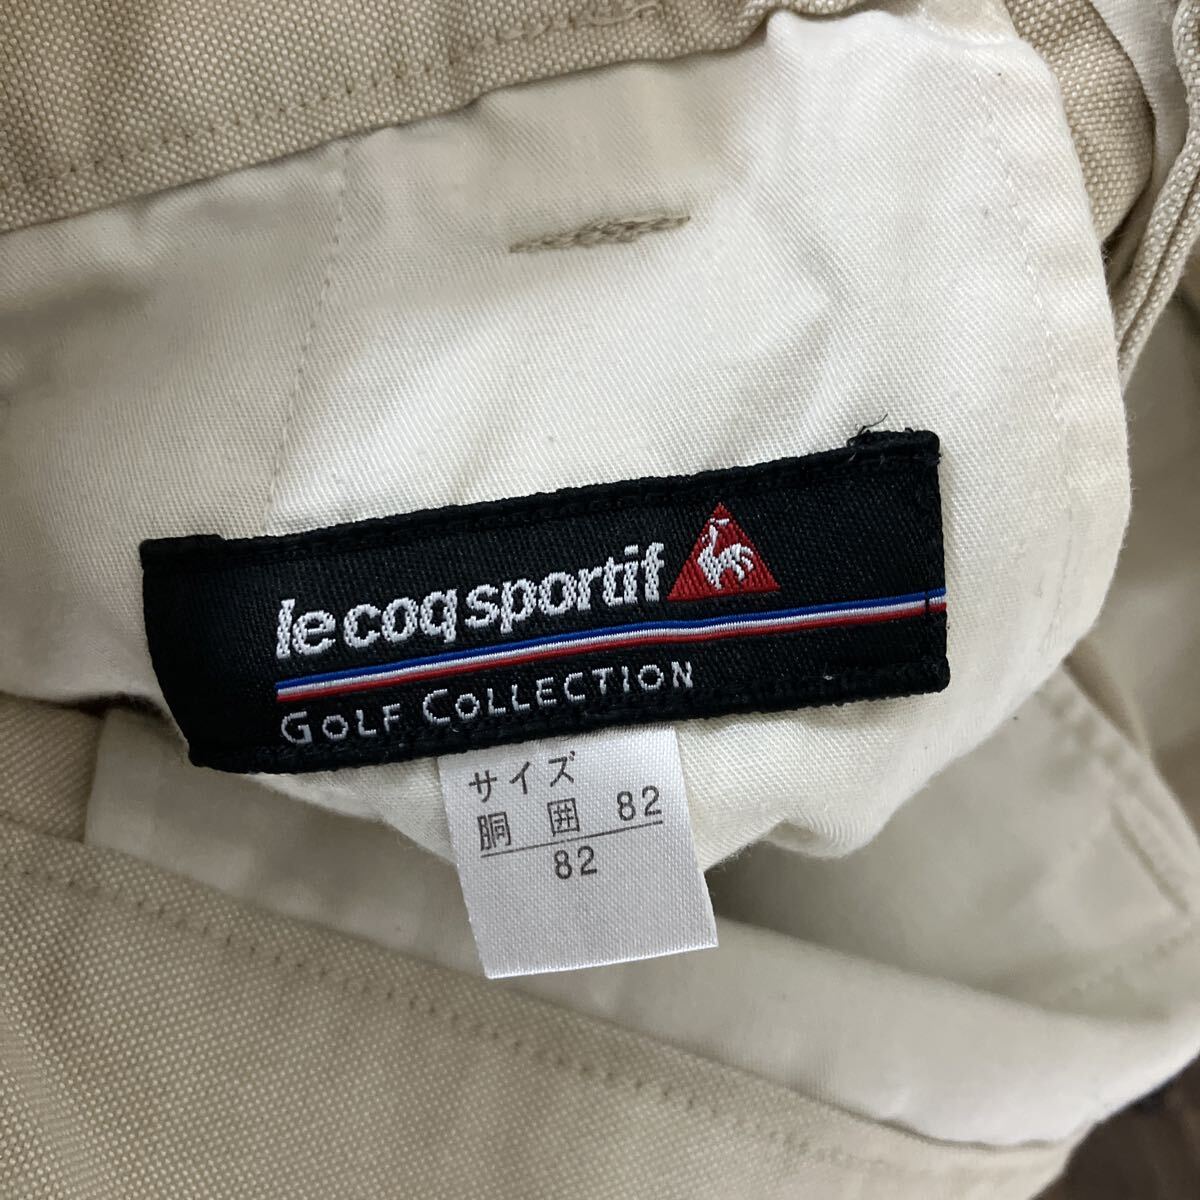 le coq sportif
GOLF COLLECTION
サイズ
胴 囲 82
82